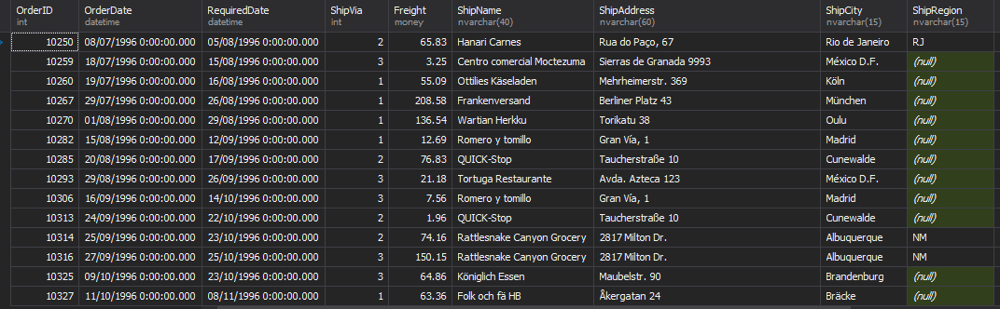 OrderID OrderDate RequiredDate ShipVia Freight ShipName ShipAddress ShipCity ShipRegion
int datetime datetime int money nvarchar(40) nvarchar(60) nvarchar(15) nvarchar(15)
10250 08/07/1996 0:00:00.000 05/08/1996 0:00:00.000 2 65.83 Hanari Carnes Rua do Paço, 67 Rio de Janeiro RJ
10259 18/07/1996 0:00:00.000 15/08/1996 0:00:00.000 3 3.25 Centro comercial Moctezuma Sierras de Granada 9993 México D.F. (null)
10260 19/07/1996 0:00:00.000 16/08/1996 0:00:00.000 1 55.09 Ottilies Käseladen Mehrheimerstr. 369 Köln (null)
10267 29/07/1996 0:00:00.000 26/08/1996 0:00:00.000 1 208.58 Frankenversand Berliner Platz 43 München (null)
10270 01/08/1996 0:00:00.000 29/08/1996 0:00:00.000 1 136.54 Wartian Herkku Torikatu 38 Oulu (null)
10282 15/08/1996 0:00:00.000 12/09/1996 0:00:00.000 1 12.69 Romero y tomillo Gran Vía, 1 Madrid (null)
10285 20/08/1996 0:00:00.000 17/09/1996 0:00:00.000 2 76.83 QUICK-Stop Taucherstraße 10 Cunewalde (null)
10293 29/08/1996 0:00:00.000 26/09/1996 0:00:00.000 3 21.18 Tortuga Restaurante Avda. Azteca 123 México D.F. (null)
10306 16/09/1996 0:00:00.000 14/10/1996 0:00:00.000 3 7.56 Romero y tomillo Gran Vía, 1 Madrid (null)
10313 24/09/1996 0:00:00.000 22/10/1996 0:00:00.000 2 1.96 QUICK-Stop Taucherstraße 10 Cunewalde (null)
10314 25/09/1996 0:00:00.000 23/10/1996 0:00:00.000 2 74.16 Rattlesnake Canyon Grocery 2817 Milton Dr. Albuquerque NM
10316 27/09/1996 0:00:00.000 25/10/1996 0:00:00.000 3 150.15 Rattlesnake Canyon Grocery 2817 Milton Dr. Albuquerque NM
10325 09/10/1996 0:00:00.000 23/10/1996 0:00:00.000 3 64.86 Königlich Essen Maubelstr. 90 Brandenburg (null)
10327 11/10/1996 0:00:00.000 08/11/1996 0:00:00.000 1 63.36 Folk och fä HB Åkergatan 24 Bräcke (null)